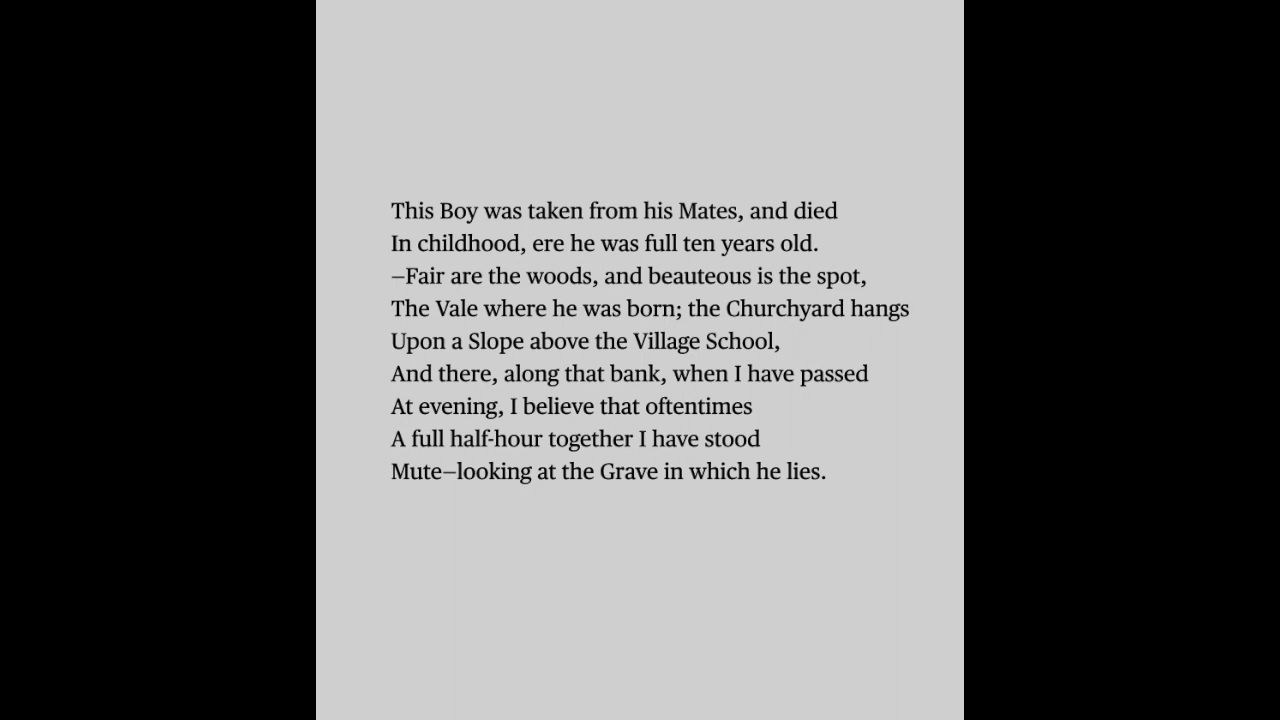 This Boy was taken from his Mates, and died
In childhood, ere he was full ten years old.
—Fair are the woods, and beauteous is the spot,
The Vale where he was born; the Churchyard hangs
Upon a Slope above the Village School,
And there, along that bank, when I have passed
At evening, I believe that oftentimes
A full half-hour together I have stood
Mute—looking at the Grave in which he lies.